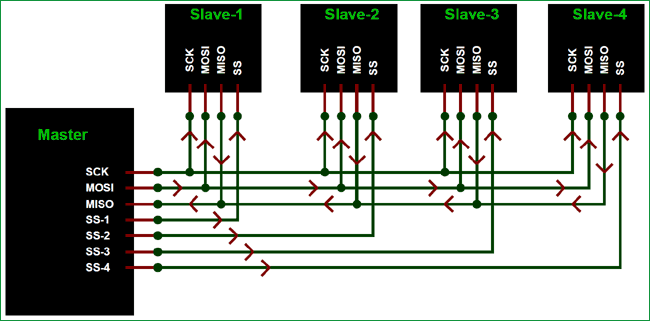 Slave-1
Slave-2
Slave-3
Slave-4
SCK
MOSI
MISO
SS
SCK
MOSI
MISO
SS
SCK
MOSI
MISO
SS
SCK
MOSI
MISO
SS
Master
SCK
MOSI
MISO
SS-1
SS-2
SS-3
SS-4